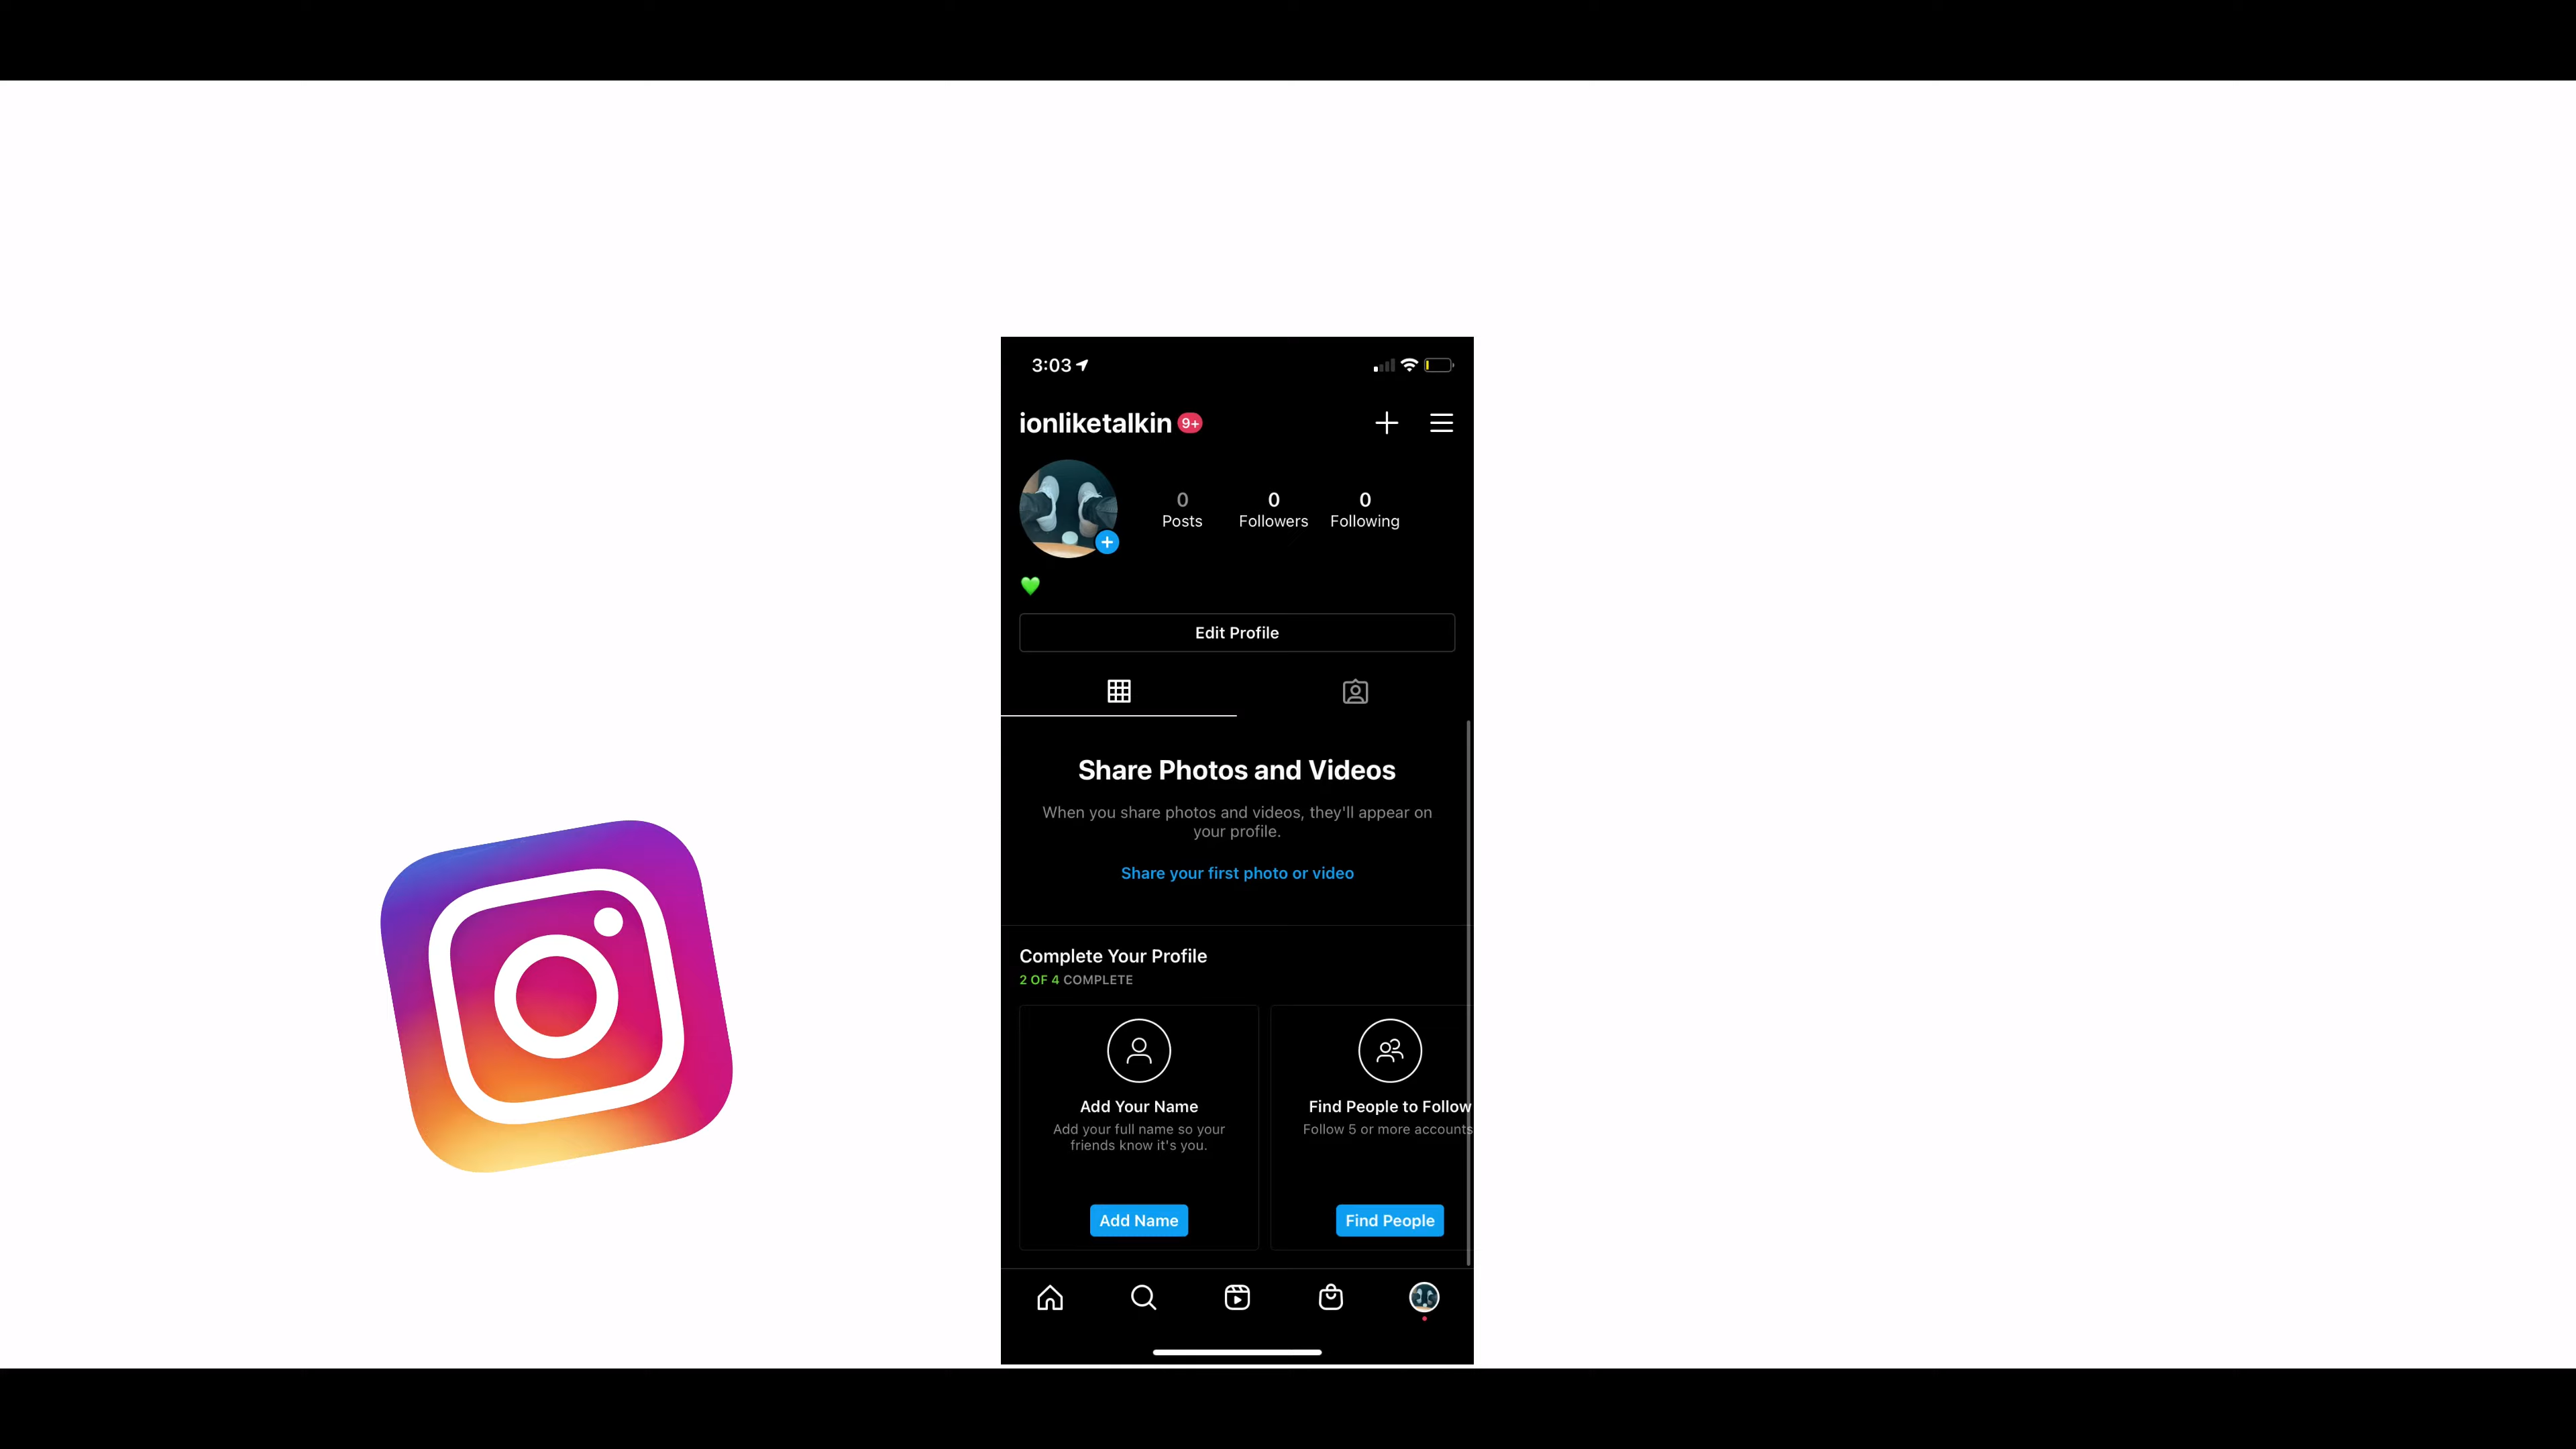 3:03
ionliketalkin 9+
0 0 0
Posts Followers Following
Edit Profile
Share Photos and Videos
When you share photos and videos, they'll appear on
your profile.
Share your first photo or video
Complete Your Profile
2 OF 4 COMPLETE
Add Your Name Find People to Follow
Add your full name so your Follow 5 or more accounts
friends know it's you.
Add Name Find People